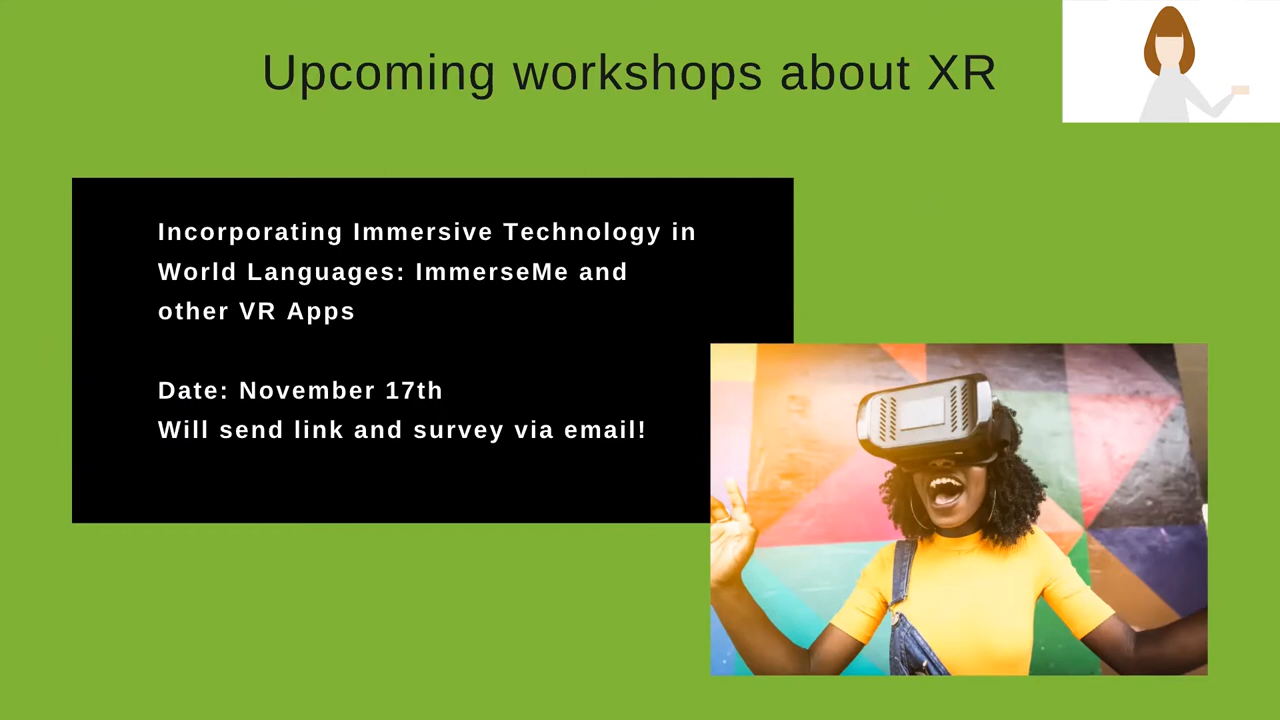 Upcoming workshops about XR
Incorporating Immersive Technology in
World Languages: ImmerseMe and
other VR Apps
Date: November 17th
Will send link and survey via email!